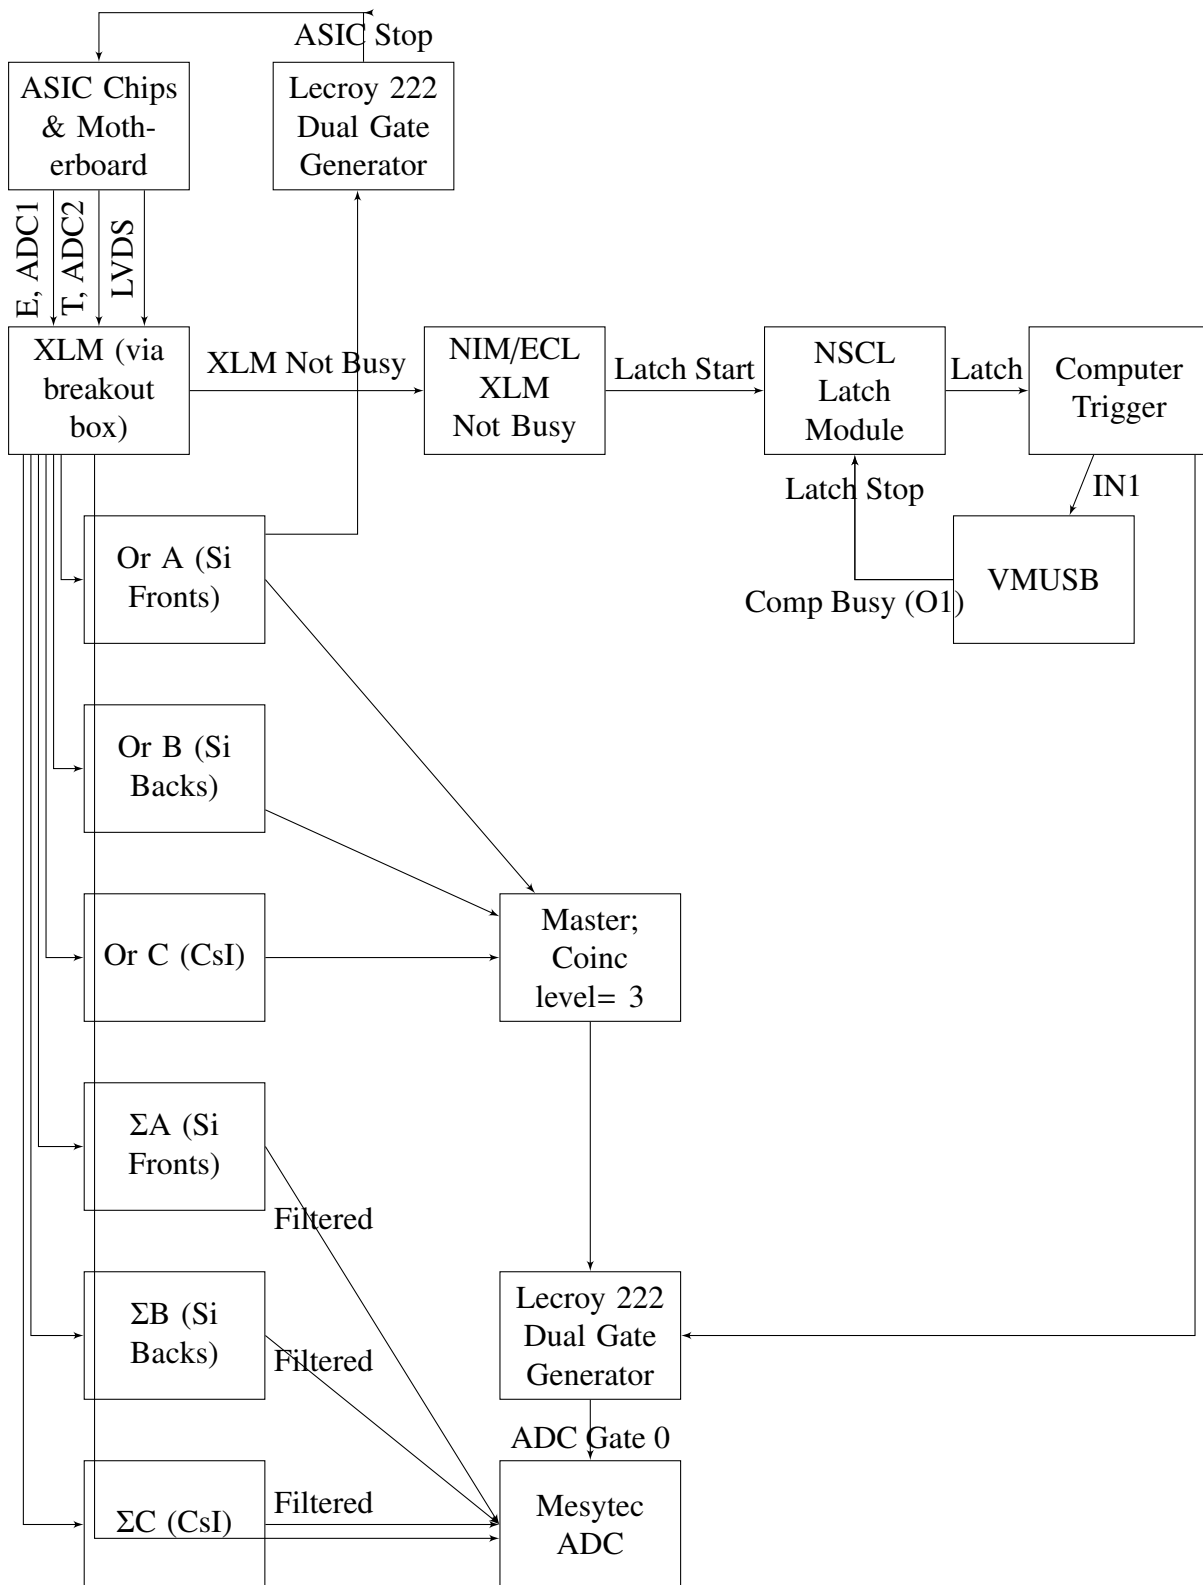 ASIC Stop
ASIC Chips
& Moth-
erboard
Lecroy 222
Dual Gate
Generator
E, ADC1
T, ADC2
LVDS
XLM (via
breakout
box)
XLM Not Busy
NIM/ECL
XLM
Not Busy
Latch Start
NSCL
Latch
Module
Latch
Computer
Trigger
Latch Stop
IN1
Or A (Si
Fronts)
VMUSB
Comp Busy (O1)
Or B (Si
Backs)
Or C (CsI)
Master;
Coinc
level= 3
ΣA (Si
Fronts)
Filtered
ΣB (Si
Backs)
Filtered
Lecroy 222
Dual Gate
Generator
ADC Gate 0
ΣC (CsI)
Filtered
Mesytec
ADC